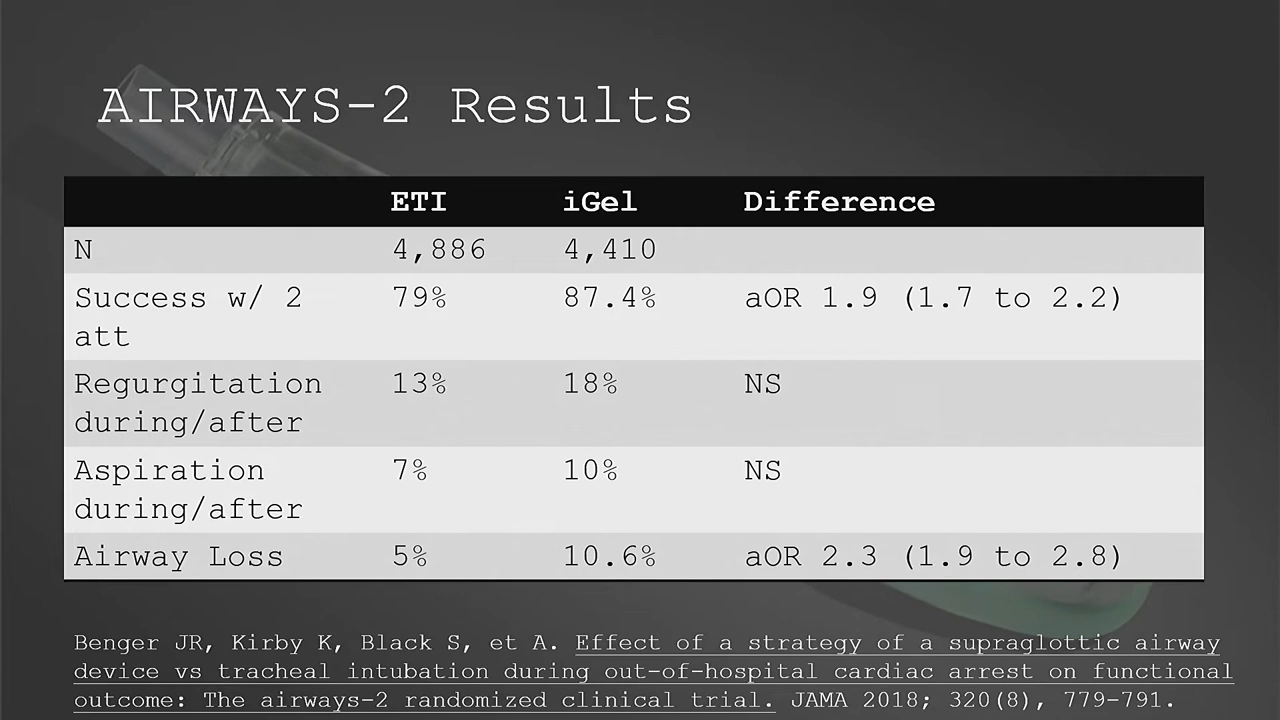 AIRWAYS-2 Results
ETI iGel Difference
N 4,886 4,410
Success w/ 2 79% 87.4% aOR 1.9 (1.7 to 2.2)
att
Regurgitation 13% 18% NS
during/after
Aspiration 7% 10% NS
during/after
Airway Loss 5% 10.6% aOR 2.3 (1.9 to 2.8)
Benger JR, Kirby K, Black S, et A. Effect of a strategy of a supraglottic airway
device vs tracheal intubation during out-of-hospital cardiac arrest on functional
outcome: The airways-2 randomized clinical trial. JAMA 2018; 320(8), 779-791.